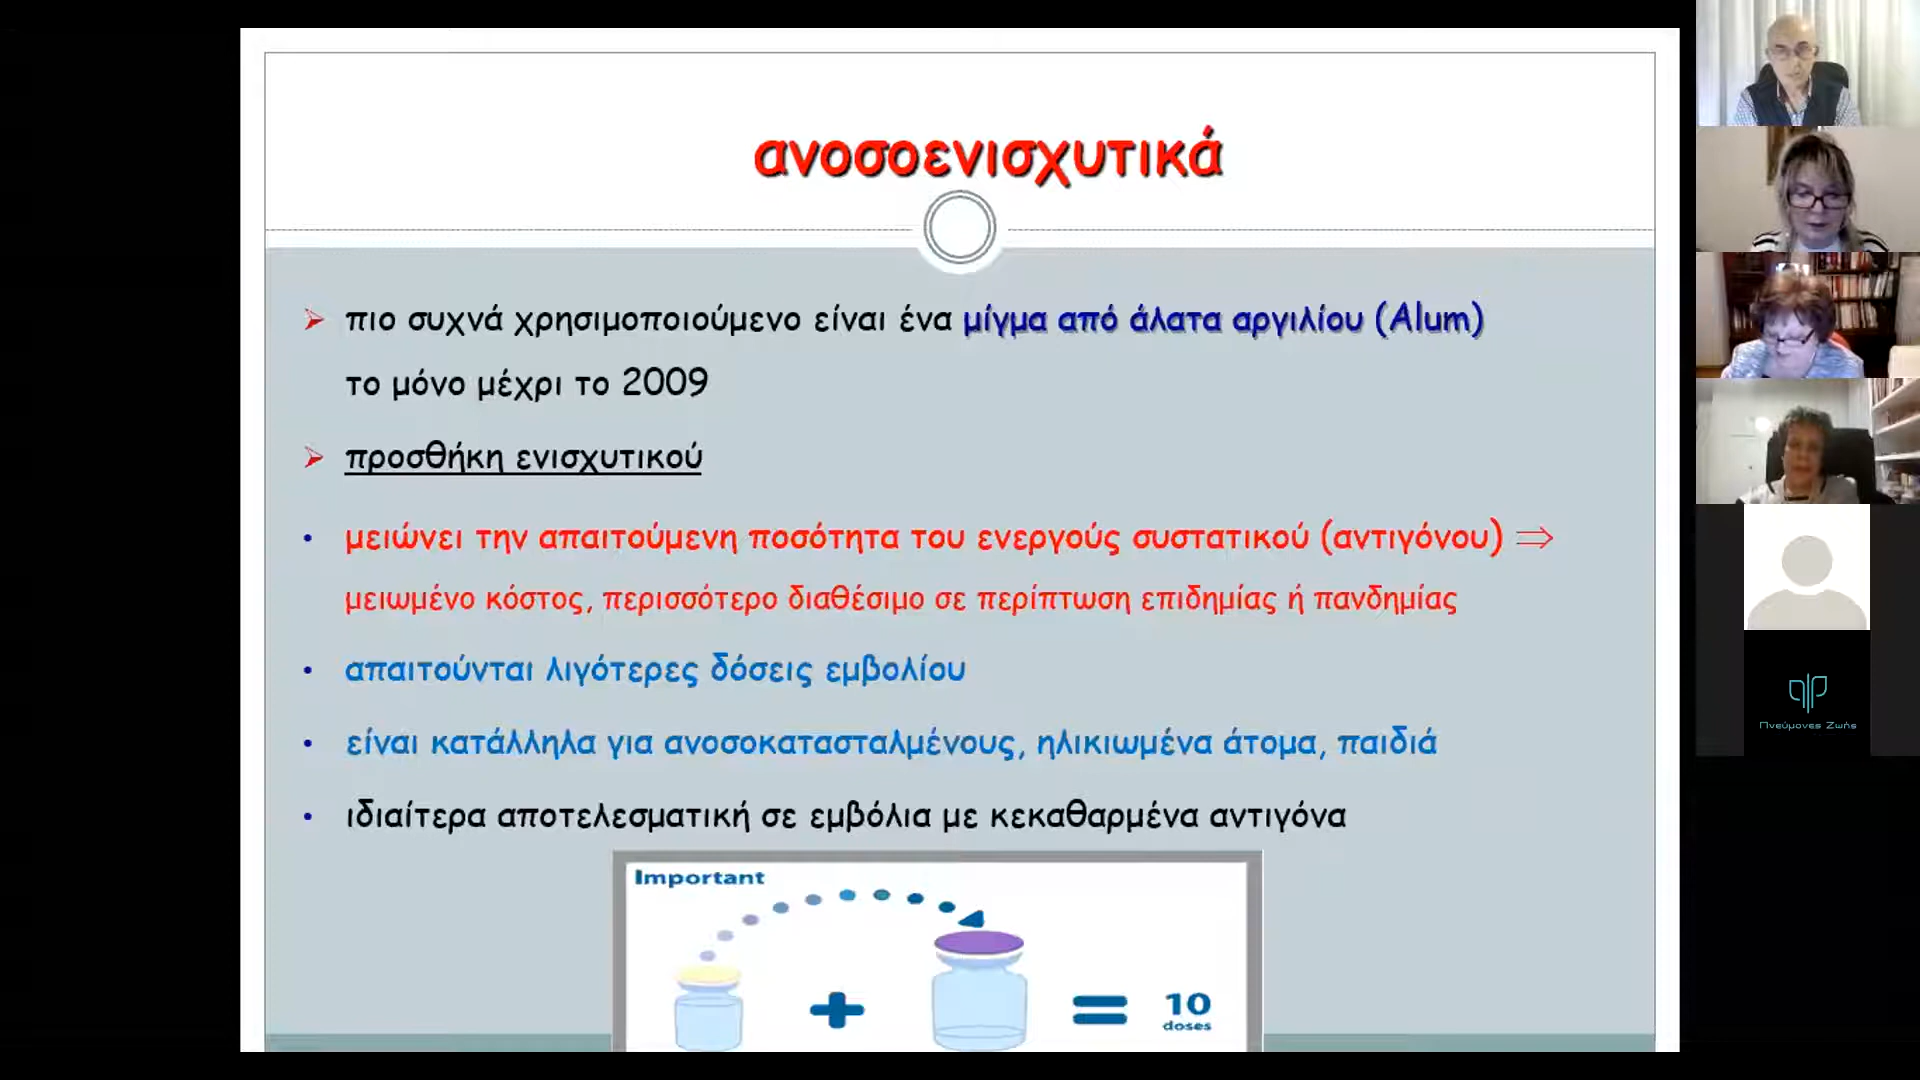 ανοσοενισχυτικά
πιο συχνά χρησιμοποιούμενο είναι ένα μίγμα από άλατα αργιλίου (Alum)
το μόνο μέχρι το 2009
προσθήκη ενισχυτικού
μειώνει την απαιτούμενη ποσότητα του ενεργούς συστατικού (αντιγόνου) ⇒
μειωμένο κόστος, περισσότερο διαθέσιμο σε περίπτωση επιδημίας ή πανδημίας
απαιτούνται λιγότερες δόσεις εμβολίου
είναι κατάλληλα για ανοσοκατασταλμένους, ηλικιωμένα άτομα, παιδιά
ιδιαίτερα αποτελεσματική σε εμβόλια με κεκαθαρμένα αντιγόνα
Important
+ = 10
doses
Πνεύμονες Ζωής